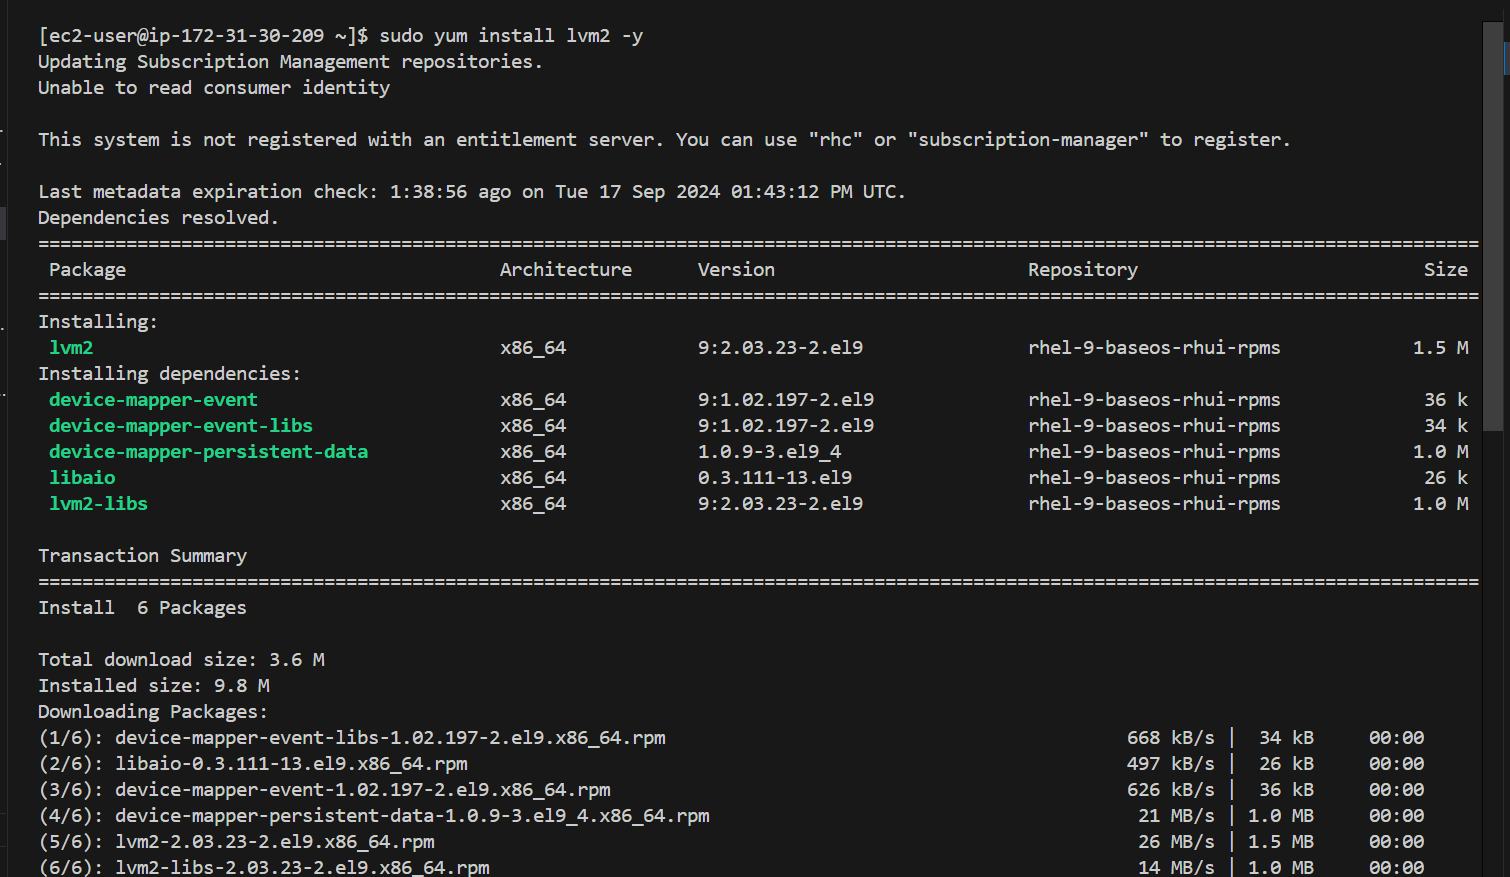 [ec2-user@ip-172-31-30-209 ~]$ sudo yum install lvm2 -y
Updating Subscription Management repositories.
Unable to read consumer identity
This system is not registered with an entitlement server. You can use "rhc" or "subscription-manager" to register.
Last metadata expiration check: 1:38:56 ago on Tue 17 Sep 2024 01:43:12 PM UTC.
Dependencies resolved.
===================================================================================================================================
Package Architecture Version Repository Size
===================================================================================================================================
Installing:
lvm2 x86_64 9:2.03.23-2.el9 rhel-9-baseos-rhui-rpms 1.5 M
Installing dependencies:
device-mapper-event x86_64 9:1.02.197-2.el9 rhel-9-baseos-rhui-rpms 36 k
device-mapper-event-libs x86_64 9:1.02.197-2.el9 rhel-9-baseos-rhui-rpms 34 k
device-mapper-persistent-data x86_64 1.0.9-3.el9_4 rhel-9-baseos-rhui-rpms 1.0 M
libaio x86_64 0.3.111-13.el9 rhel-9-baseos-rhui-rpms 26 k
lvm2-libs x86_64 9:2.03.23-2.el9 rhel-9-baseos-rhui-rpms 1.0 M
Transaction Summary
===================================================================================================================================
Install 6 Packages
Total download size: 3.6 M
Installed size: 9.8 M
Downloading Packages:
(1/6): device-mapper-event-libs-1.02.197-2.el9.x86_64.rpm 668 kB/s | 34 kB 00:00
(2/6): libaio-0.3.111-13.el9.x86_64.rpm 497 kB/s | 26 kB 00:00
(3/6): device-mapper-event-1.02.197-2.el9.x86_64.rpm 626 kB/s | 36 kB 00:00
(4/6): device-mapper-persistent-data-1.0.9-3.el9_4.x86_64.rpm 21 MB/s | 1.0 MB 00:00
(5/6): lvm2-2.03.23-2.el9.x86_64.rpm 26 MB/s | 1.5 MB 00:00
(6/6): lvm2-libs-2.03.23-2.el9.x86_64.rpm 14 MB/s | 1.0 MB 00:00